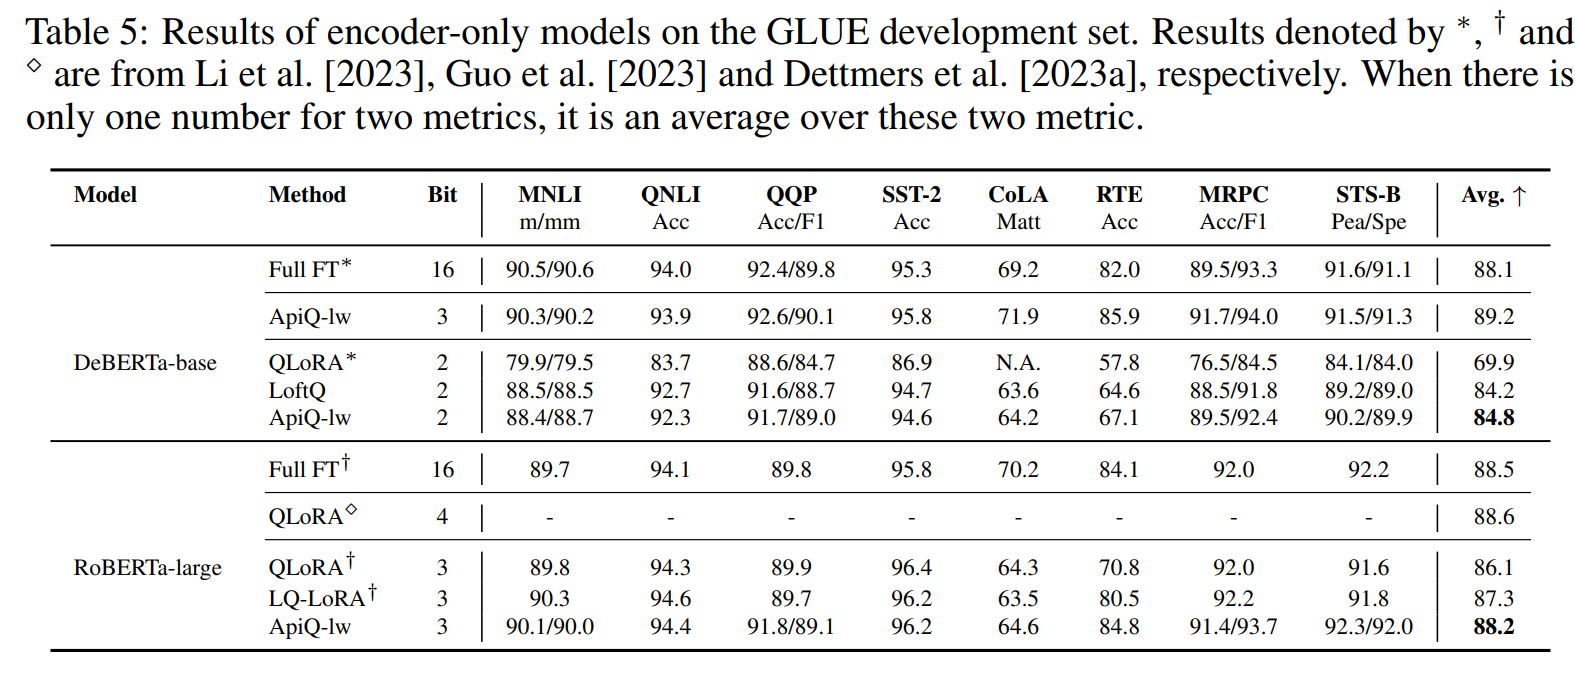 Table 5: Results of encoder-only models on the GLUE development set. Results denoted by *, † and
◇ are from Li et al. [2023], Guo et al. [2023] and Dettmers et al. [2023a], respectively. When there is
only one number for two metrics, it is an average over these two metric.
Model Method Bit MNLI QNLI QQP SST-2 CoLA RTE MRPC STS-B Avg. ↑
m/mm Acc Acc/F1 Acc Matt Acc Acc/F1 Pea/Spe
Full FT* 16 90.5/90.6 94.0 92.4/89.8 95.3 69.2 82.0 89.5/93.3 91.6/91.1 88.1
ApiQ-lw 3 90.3/90.2 93.9 92.6/90.1 95.8 71.9 85.9 91.7/94.0 91.5/91.3 89.2
DeBERTa-base QLoRA* 2 79.9/79.5 83.7 88.6/84.7 86.9 N.A. 57.8 76.5/84.5 84.1/84.0 69.9
LoftQ 2 88.5/88.5 92.7 91.6/88.7 94.7 63.6 64.6 88.5/91.8 89.2/89.0 84.2
ApiQ-lw 2 88.4/88.7 92.3 91.7/89.0 94.6 64.2 67.1 89.5/92.4 90.2/89.9 84.8
Full FT† 16 89.7 94.1 89.8 95.8 70.2 84.1 92.0 92.2 88.5
QLoRA◇ 4 - - - - - - - - 88.6
RoBERTa-large QLoRA† 3 89.8 94.3 89.9 96.4 64.3 70.8 92.0 91.6 86.1
LQ-LoRA† 3 90.3 94.6 89.7 96.2 63.5 80.5 92.2 91.8 87.3
ApiQ-lw 3 90.1/90.0 94.4 91.8/89.1 96.2 64.6 84.8 91.4/93.7 92.3/92.0 88.2